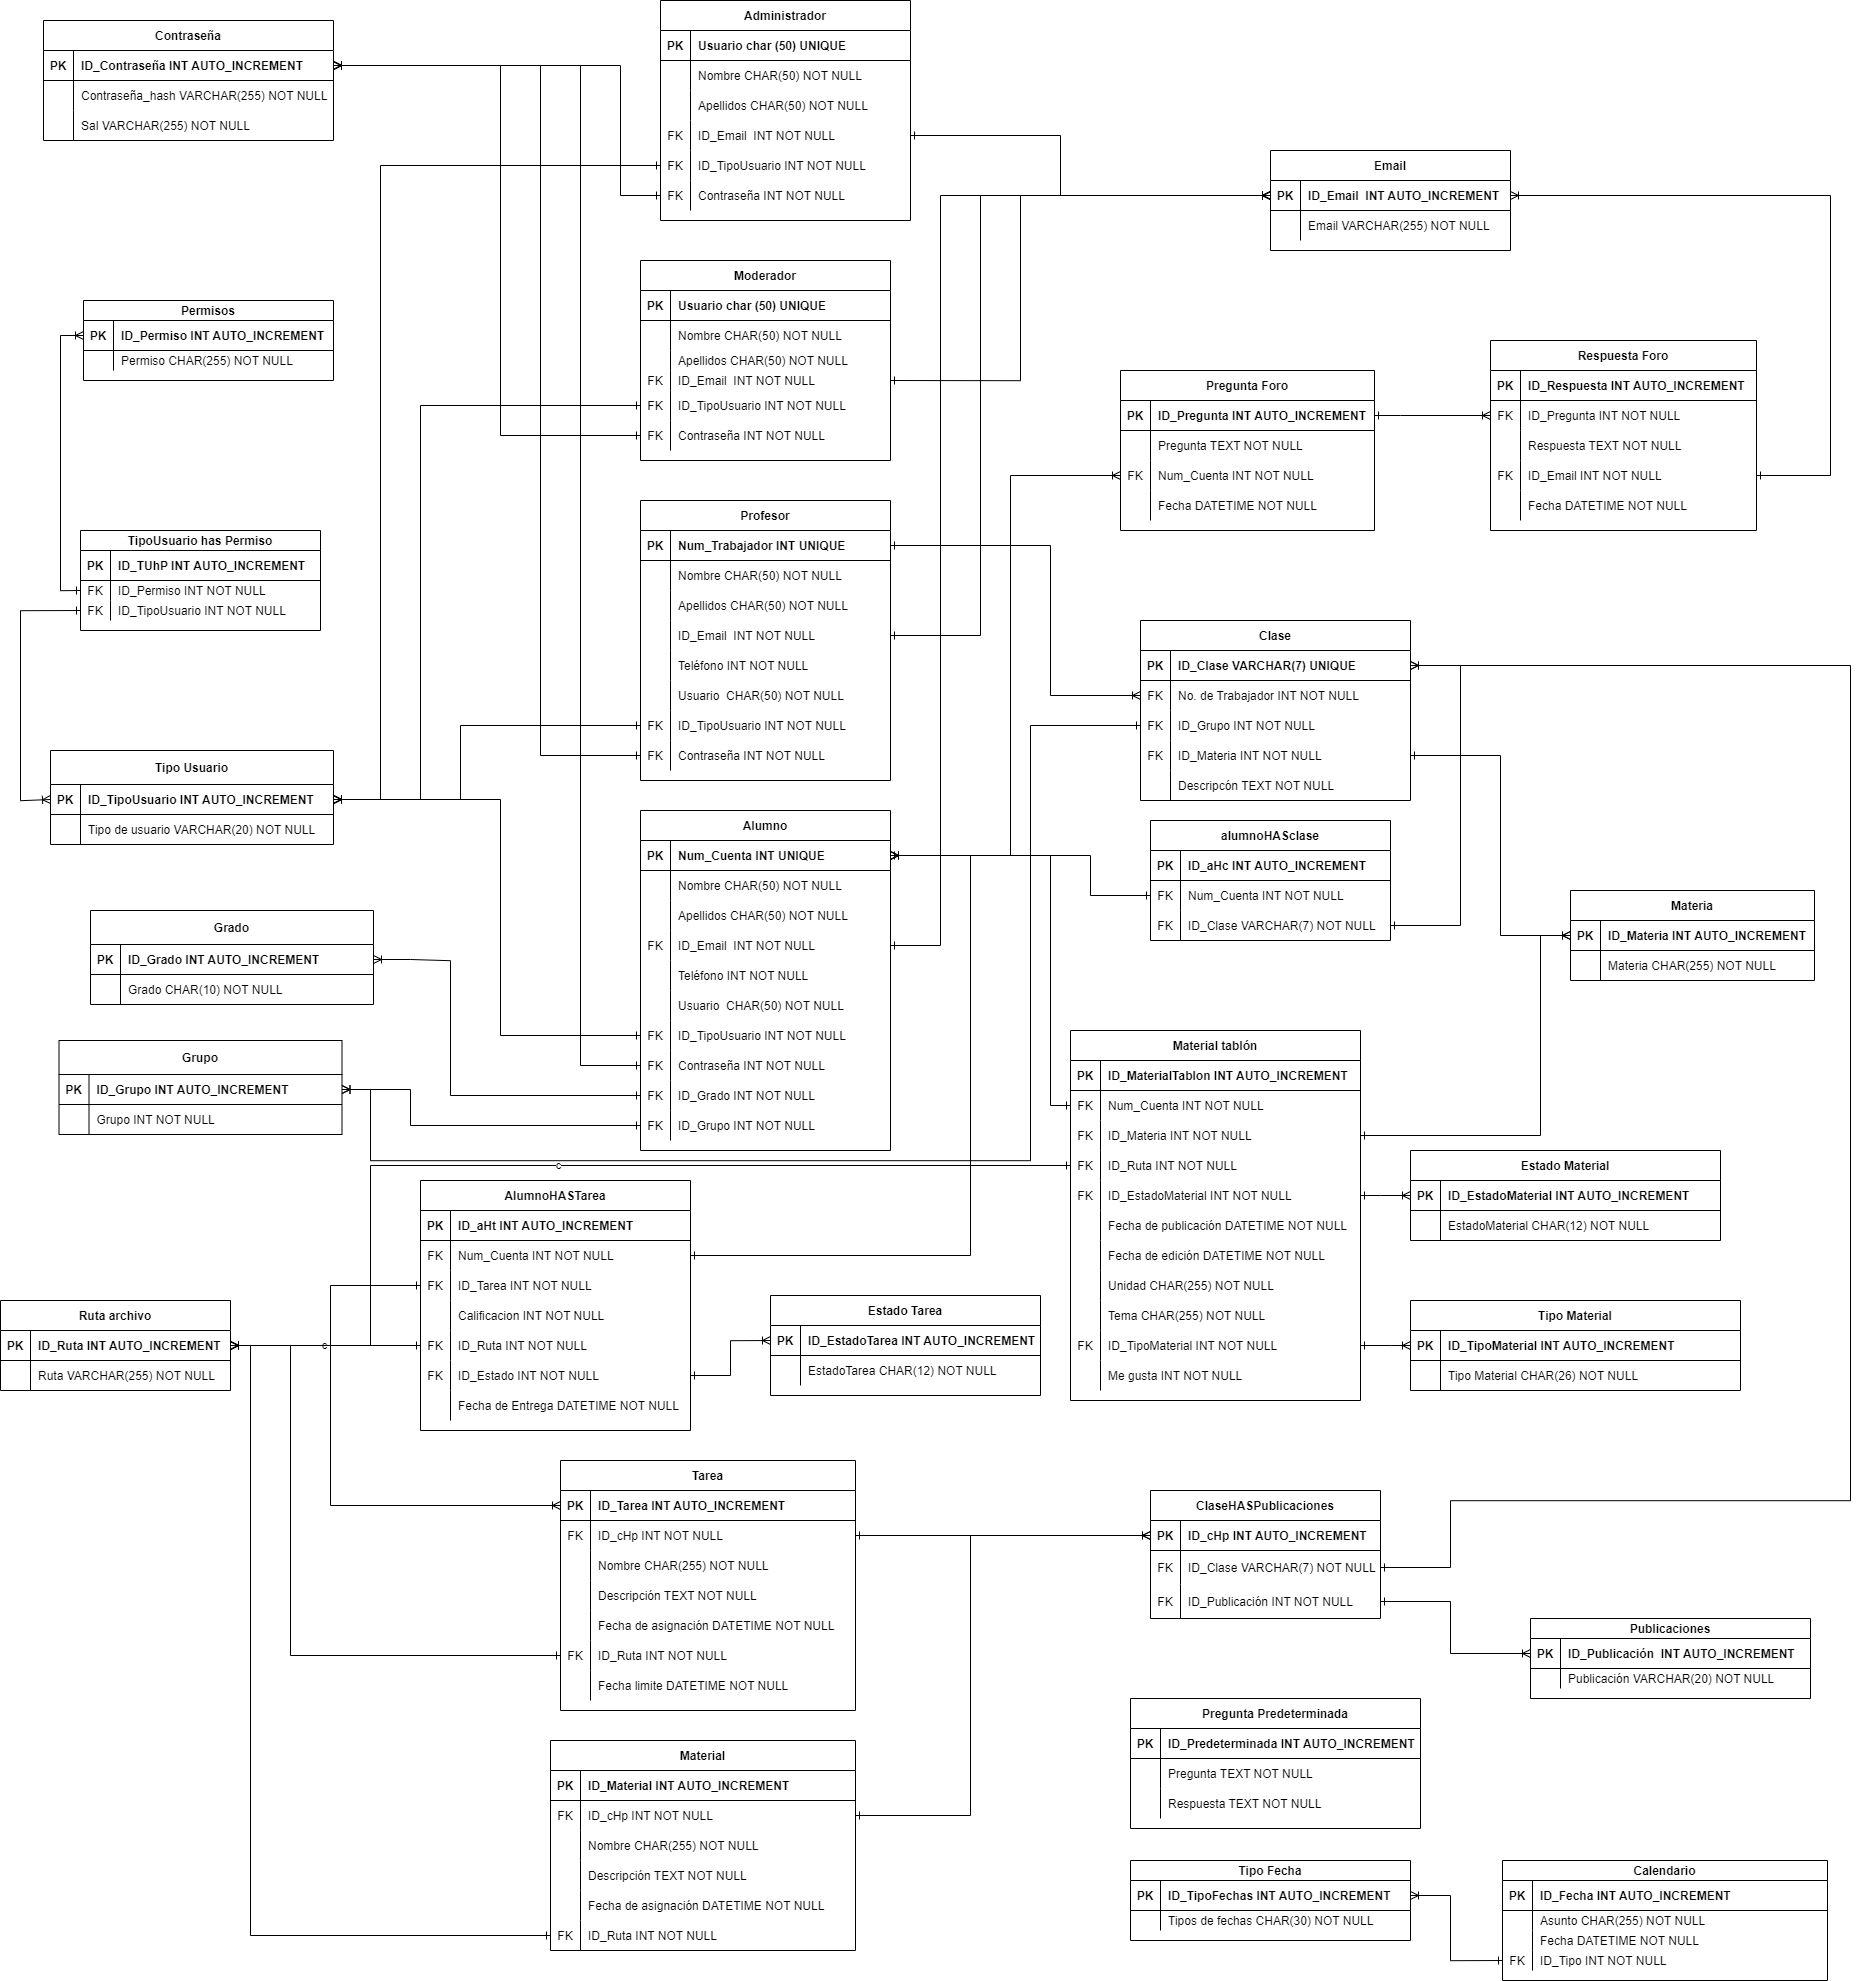 Contraseña
PK ID_Contraseña INT AUTO_INCREMENT
Contraseña_hash VARCHAR(255) NOT NULL
Sal VARCHAR(255) NOT NULL
Administrador
PK Usuario char (50) UNIQUE
Nombre CHAR(50) NOT NULL
Apellidos CHAR(50) NOT NULL
FK ID_Email INT NOT NULL
FK ID_TipoUsuario INT NOT NULL
FK Contraseña INT NOT NULL
Email
PK ID_Email INT AUTO_INCREMENT
Email VARCHAR(255) NOT NULL
Moderador
PK Usuario char (50) UNIQUE
Nombre CHAR(50) NOT NULL
Apellidos CHAR(50) NOT NULL
FK ID_Email INT NOT NULL
FK ID_TipoUsuario INT NOT NULL
FK Contraseña INT NOT NULL
Permisos
PK ID_Permiso INT AUTO_INCREMENT
Permiso CHAR(255) NOT NULL
Pregunta Foro
PK ID_Pregunta INT AUTO_INCREMENT
Pregunta TEXT NOT NULL
FK Num_Cuenta INT NOT NULL
Fecha DATETIME NOT NULL
Respuesta Foro
PK ID_Respuesta INT AUTO_INCREMENT
FK ID_Pregunta INT NOT NULL
Respuesta TEXT NOT NULL
FK ID_Email INT NOT NULL
Fecha DATETIME NOT NULL
TipoUsuario has Permiso
PK ID_TUhP INT AUTO_INCREMENT
FK ID_Permiso INT NOT NULL
FK ID_TipoUsuario INT NOT NULL
Profesor
PK Num_Trabajador INT UNIQUE
Nombre CHAR(50) NOT NULL
Apellidos CHAR(50) NOT NULL
ID_Email INT NOT NULL
Teléfono INT NOT NULL
Usuario CHAR(50) NOT NULL
FK ID_TipoUsuario INT NOT NULL
FK Contraseña INT NOT NULL
Clase
PK ID_Clase VARCHAR(7) UNIQUE
FK No. de Trabajador INT NOT NULL
FK ID_Grupo INT NOT NULL
FK ID_Materia INT NOT NULL
Descripcón TEXT NOT NULL
Tipo Usuario
PK ID_TipoUsuario INT AUTO_INCREMENT
Tipo de usuario VARCHAR(20) NOT NULL
Alumno
PK Num_Cuenta INT UNIQUE
Nombre CHAR(50) NOT NULL
Apellidos CHAR(50) NOT NULL
FK ID_Email INT NOT NULL
Teléfono INT NOT NULL
Usuario CHAR(50) NOT NULL
FK ID_TipoUsuario INT NOT NULL
FK Contraseña INT NOT NULL
FK ID_Grado INT NOT NULL
FK ID_Grupo INT NOT NULL
alumnoHASclase
PK ID_aHc INT AUTO_INCREMENT
FK Num_Cuenta INT NOT NULL
FK ID_Clase VARCHAR(7) NOT NULL
Materia
PK ID_Materia INT AUTO_INCREMENT
Materia CHAR(255) NOT NULL
Grado
PK ID_Grado INT AUTO_INCREMENT
Grado CHAR(10) NOT NULL
Grupo
PK ID_Grupo INT AUTO_INCREMENT
Grupo INT NOT NULL
Material tablón
PK ID_MaterialTablon INT AUTO_INCREMENT
FK Num_Cuenta INT NOT NULL
FK ID_Materia INT NOT NULL
FK ID_Ruta INT NOT NULL
FK ID_EstadoMaterial INT NOT NULL
Fecha de publicación DATETIME NOT NULL
Fecha de edición DATETIME NOT NULL
Unidad CHAR(255) NOT NULL
Tema CHAR(255) NOT NULL
FK ID_TipoMaterial INT NOT NULL
Me gusta INT NOT NULL
c
Estado Material
PK ID_EstadoMaterial INT AUTO_INCREMENT
EstadoMaterial CHAR(12) NOT NULL
AlumnoHASTarea
PK ID_aHt INT AUTO_INCREMENT
FK Num_Cuenta INT NOT NULL
FK ID_Tarea INT NOT NULL
Calificacion INT NOT NULL
FK ID_Ruta INT NOT NULL
FK ID_Estado INT NOT NULL
Fecha de Entrega DATETIME NOT NULL
Ruta archivo
PK ID_Ruta INT AUTO_INCREMENT
Ruta VARCHAR(255) NOT NULL
c
Estado Tarea
PK ID_EstadoTarea INT AUTO_INCREMENT
EstadoTarea CHAR(12) NOT NULL
Tipo Material
PK ID_TipoMaterial INT AUTO_INCREMENT
Tipo Material CHAR(26) NOT NULL
Tarea
PK ID_Tarea INT AUTO_INCREMENT
FK ID_cHp INT NOT NULL
Nombre CHAR(255) NOT NULL
Descripción TEXT NOT NULL
Fecha de asignación DATETIME NOT NULL
FK ID_Ruta INT NOT NULL
Fecha limite DATETIME NOT NULL
ClaseHASPublicaciones
PK ID_cHp INT AUTO_INCREMENT
FK ID_Clase VARCHAR(7) NOT NULL
FK ID_Publicación INT NOT NULL
Publicaciones
PK ID_Publicación INT AUTO_INCREMENT
Publicación VARCHAR(20) NOT NULL
Pregunta Predeterminada
PK ID_Predeterminada INT AUTO_INCREMENT
Pregunta TEXT NOT NULL
Respuesta TEXT NOT NULL
Material
PK ID_Material INT AUTO_INCREMENT
FK ID_cHp INT NOT NULL
Nombre CHAR(255) NOT NULL
Descripción TEXT NOT NULL
Fecha de asignación DATETIME NOT NULL
FK ID_Ruta INT NOT NULL
Tipo Fecha
PK ID_TipoFechas INT AUTO_INCREMENT
Tipos de fechas CHAR(30) NOT NULL
Calendario
PK ID_Fecha INT AUTO_INCREMENT
Asunto CHAR(255) NOT NULL
Fecha DATETIME NOT NULL
FK ID_Tipo INT NOT NULL